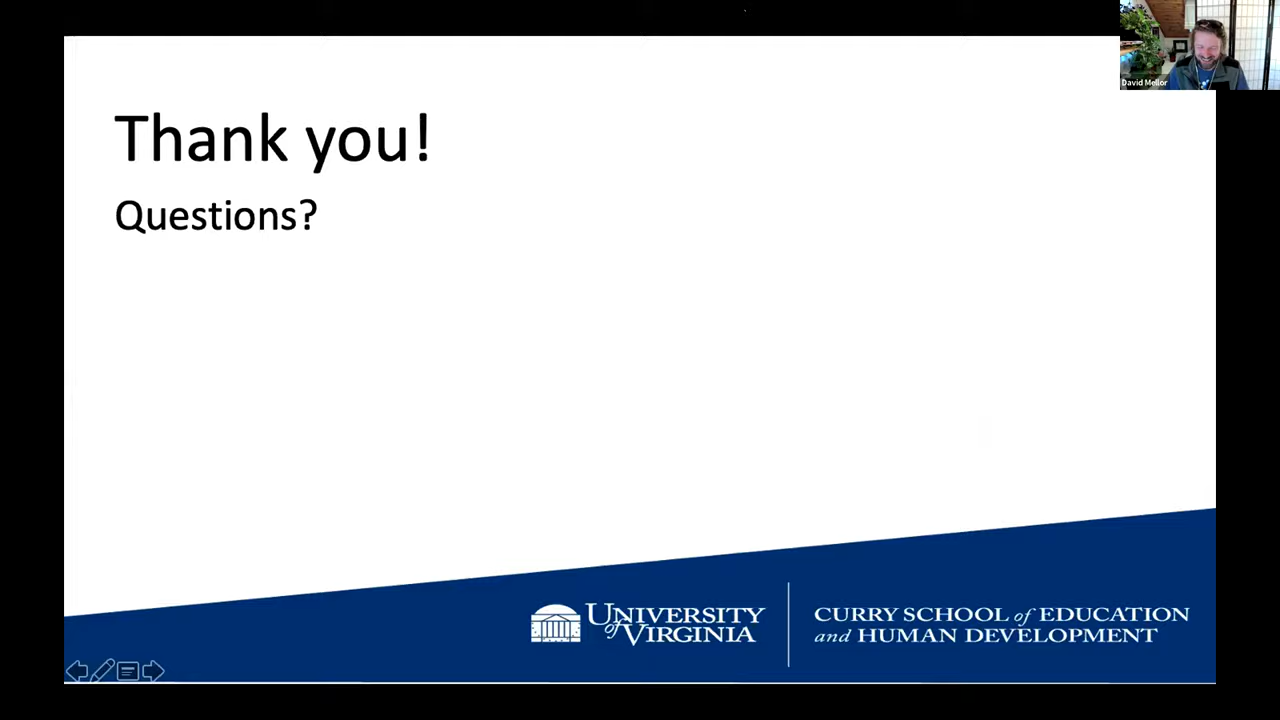 David Mellor
Thank you!
Questions?
UNIVERSITY
of VIRGINIA
CURRY SCHOOL of EDUCATION
and HUMAN DEVELOPMENT